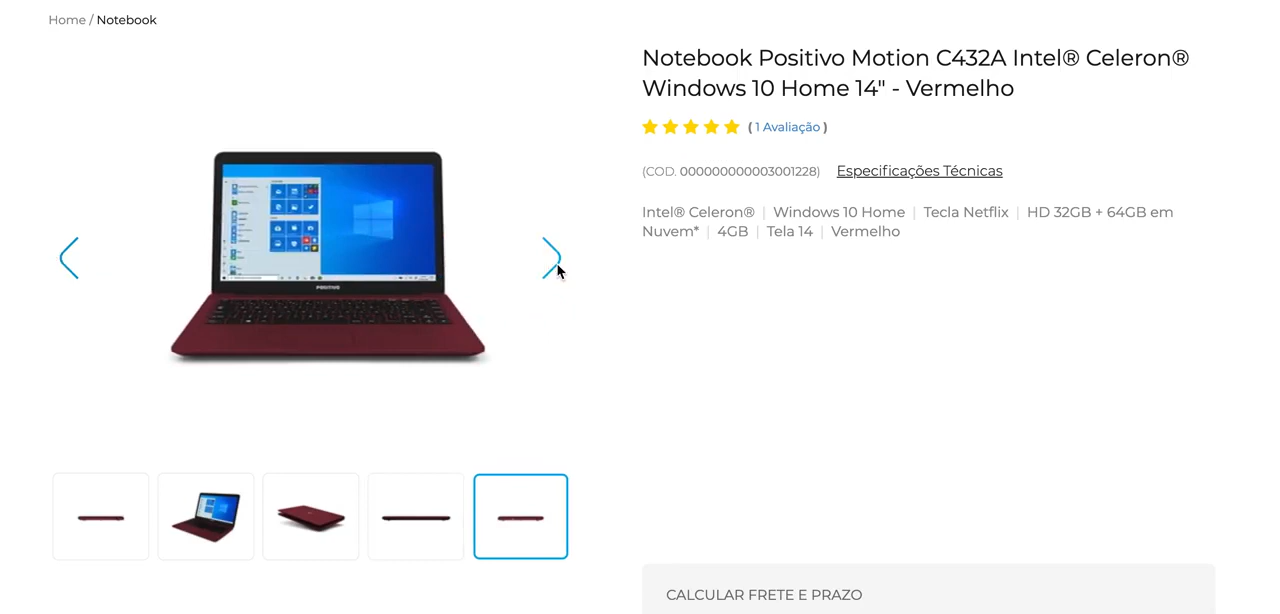 Home / Notebook
Notebook Positivo Motion C432A Intel® Celeron®
Windows 10 Home 14" - Vermelho
( 1 Avaliação )
(COD. 000000000003001228) Especificações Técnicas
Intel® Celeron® | Windows 10 Home | Tecla Netflix | HD 32GB + 64GB em
Nuvem* | 4GB | Tela 14 | Vermelho
POSITIVO
CALCULAR FRETE E PRAZO